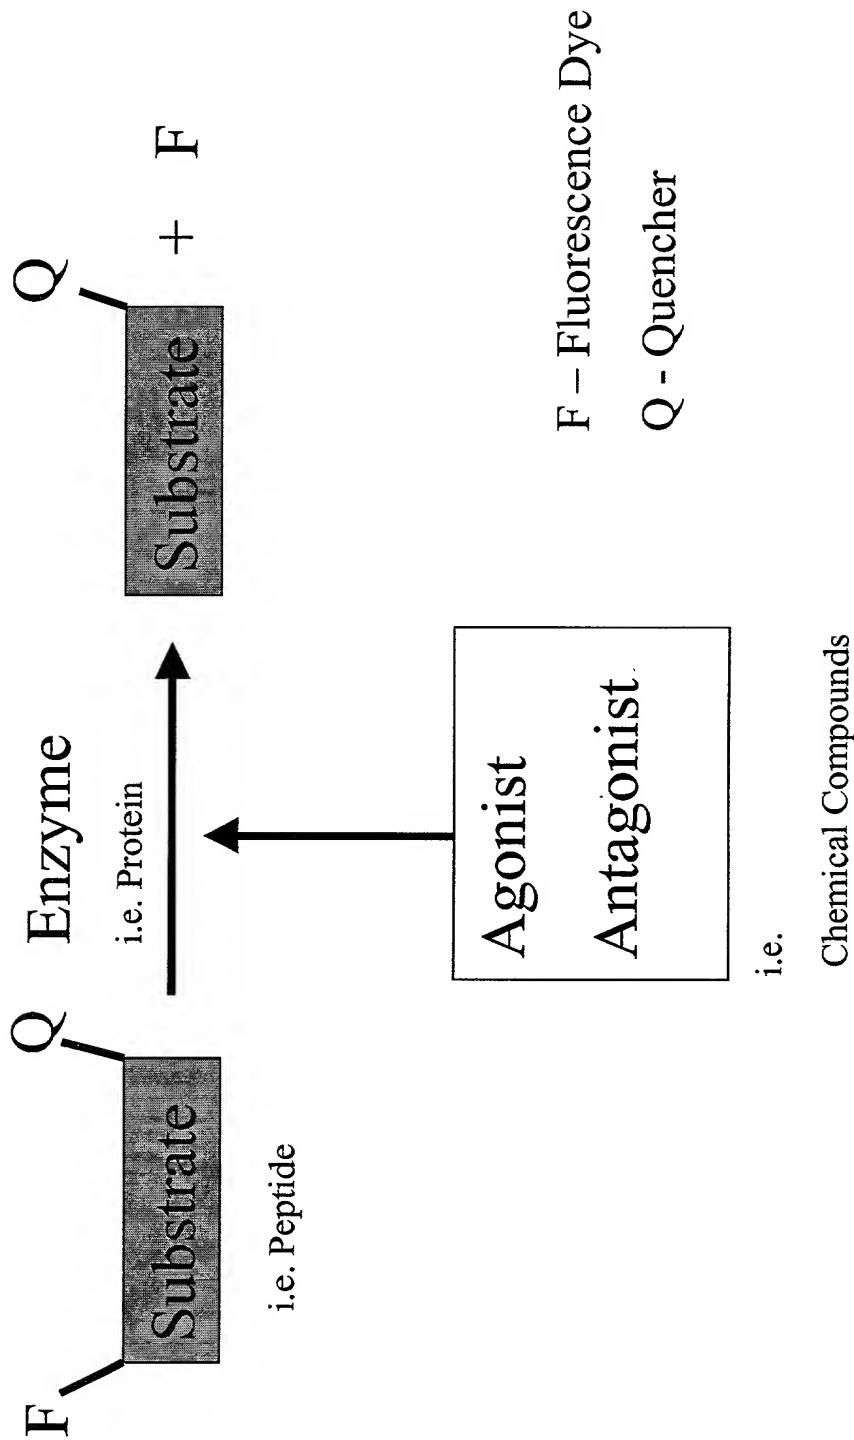 F
Q
Substrate
i.e. Peptide
Enzyme
i.e. Protein
Q
Substrate
+ F
Agonist
Antagonist
i.e.
Chemical Compounds
F – Fluorescence Dye
Q - Quencher